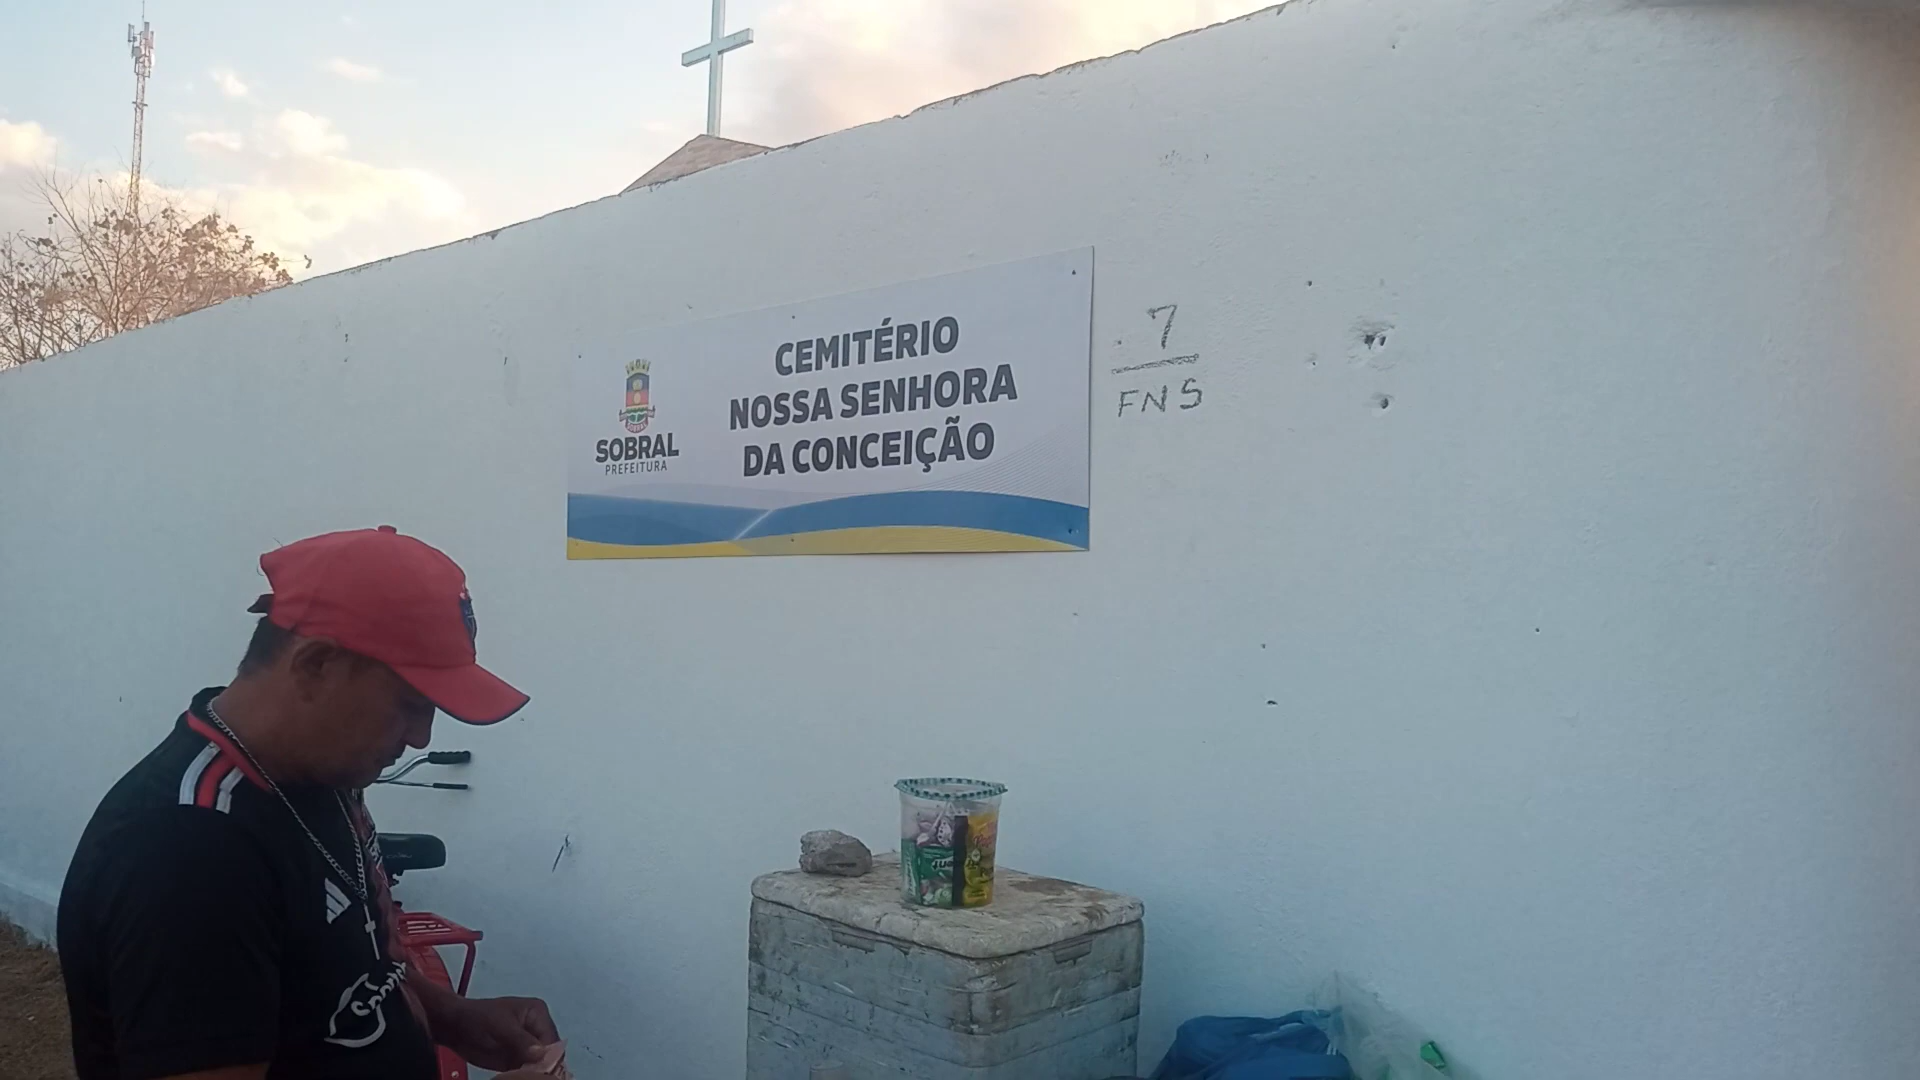 CEMITÉRIO
NOSSA SENHORA
DA CONCEIÇÃO
SOBRAL
PREFEITURA
.7
FNS